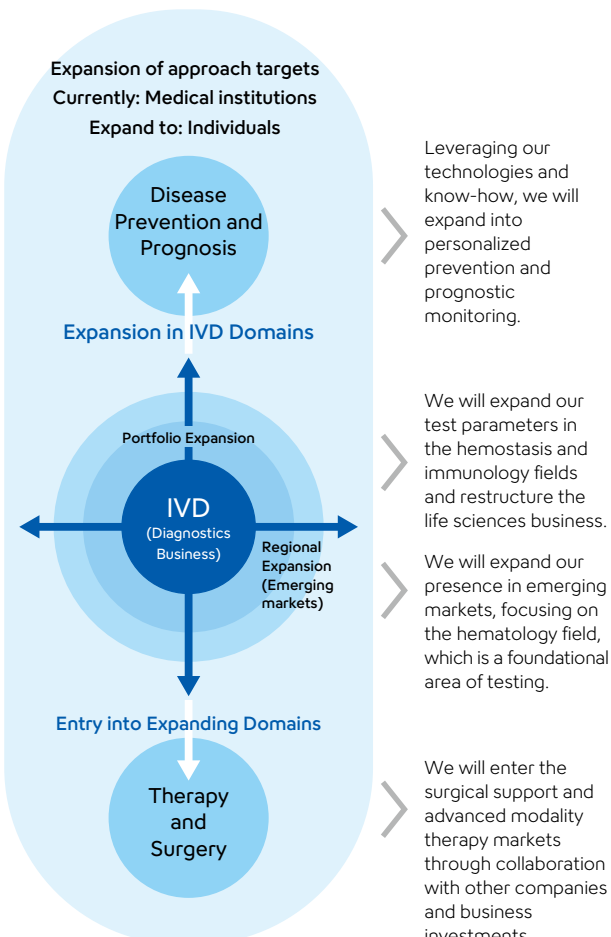 Expansion of approach targets
Currently: Medical institutions
Expand to: Individuals
Disease
Prevention and
Prognosis
Leveraging our
technologies and
know-how, we will
expand into
personalized
prevention and
prognostic
monitoring.
Expansion in IVD Domains
Portfolio Expansion
IVD
(Diagnostics
Business)
Regional
Expansion
(Emerging
markets)
We will expand our
test parameters in
the hemostasis and
immunology fields
and restructure the
life sciences business.
We will expand our
presence in emerging
markets, focusing on
the hematology field,
which is a foundational
area of testing.
Entry into Expanding Domains
Therapy
and
Surgery
We will enter the
surgical support and
advanced modality
therapy markets
through collaboration
with other companies
and business
investments